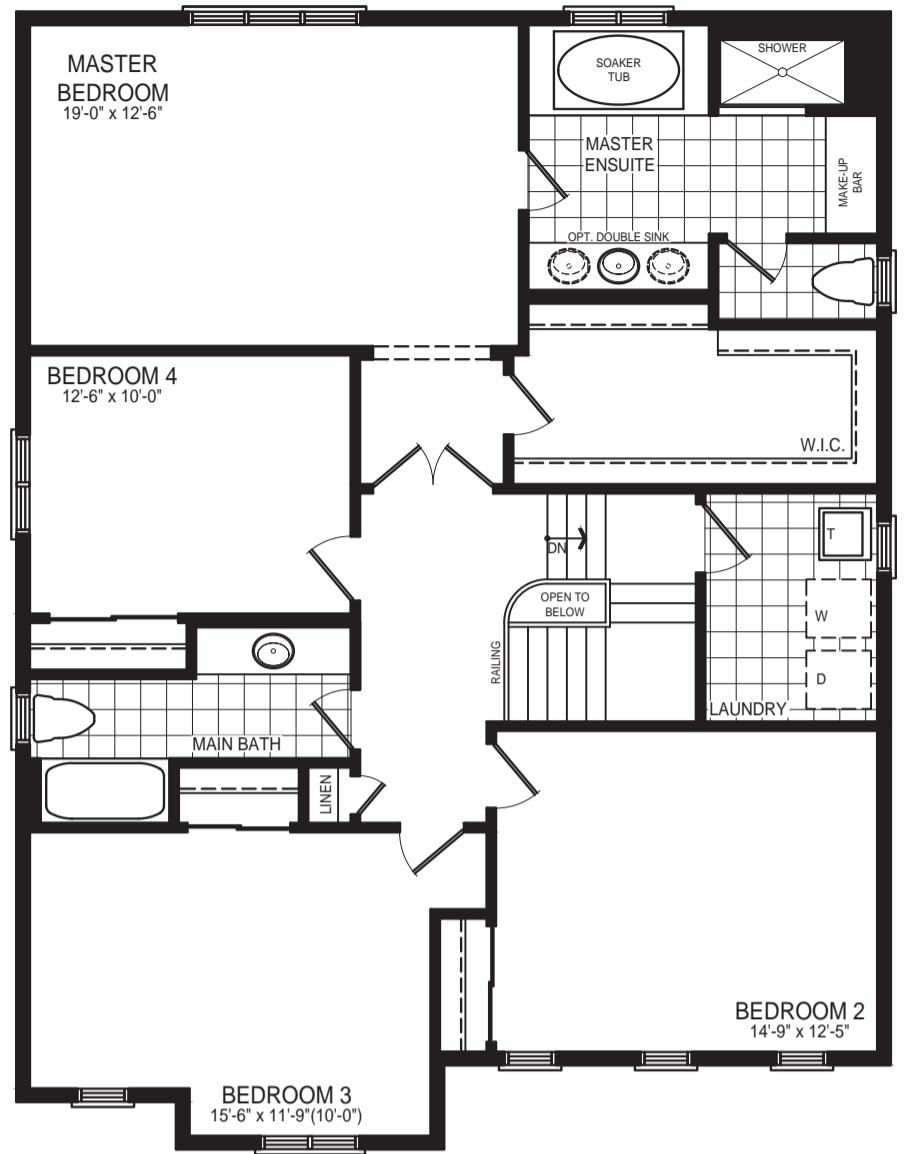 MASTER
BEDROOM
19'-0" x 12'-6"
SOAKER
TUB
SHOWER
MASTER
ENSUITE
MAKE-UP
BAR
OPT. DOUBLE SINK
BEDROOM 4
12'-6" x 10'-0"
W.I.C.
DN
OPEN TO
BELOW
RAILING
T
W
D
LAUNDRY
MAIN BATH
LINEN
BEDROOM 2
14'-9" x 12'-5"
BEDROOM 3
15'-6" x 11'-9"(10'-0")